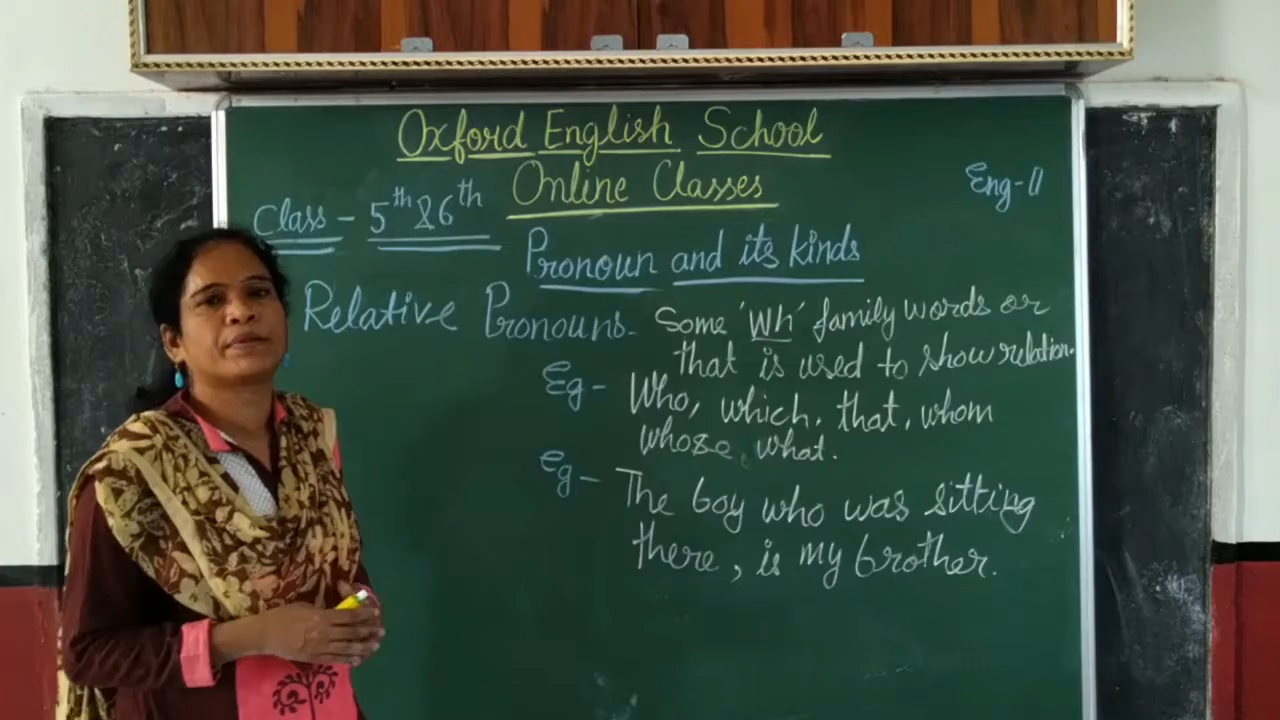 Oxford English School
Online Classes
Eng-II
Class - 5th & 6th
Pronoun and its kinds
Relative Pronouns - Some 'Wh' family words or
that is used to show relation.
Eg - Who, which, that, whom
whose, what.
eg - The boy who was sitting
there, is my brother.